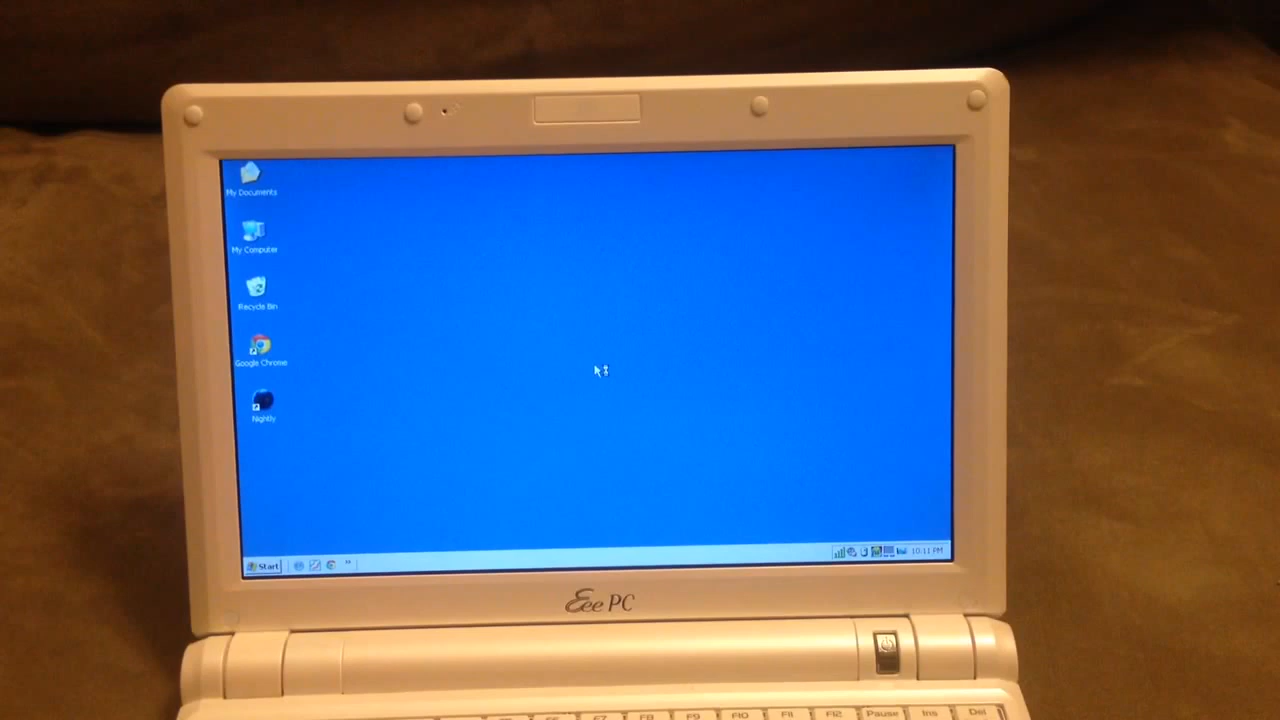 My Documents
My Computer
Recycle Bin
Google Chrome
Nightly
Start
10:11 PM
Eee PC
F7 F8 F9 F10 F11 F12 Pause Ins Del